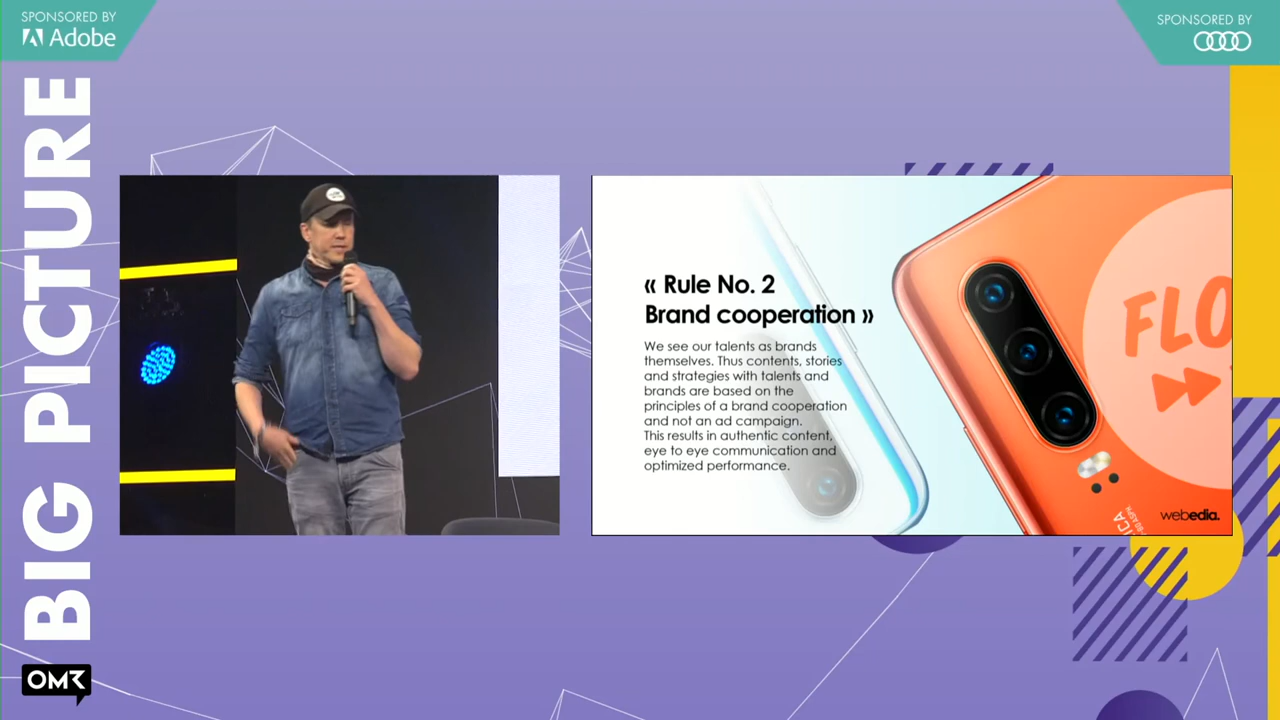 SPONSORED BY
Adobe
SPONSORED BY
BIG PICTURE
OMR
« Rule No. 2
Brand cooperation »
We see our talents as brands
themselves. Thus contents, stories
and strategies with talents and
brands are based on the
principles of a brand cooperation
and not an ad campaign.
This results in authentic content,
eye to eye communication and
optimized performance.
FLO
webedia.